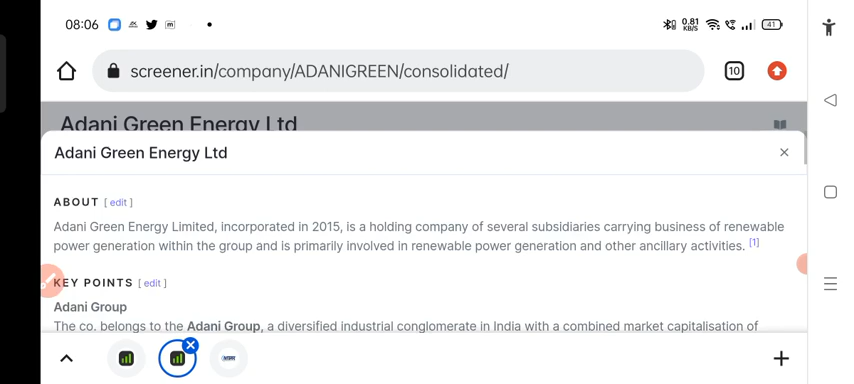 08:06
0.81
KB/S
41
screener.in/company/ADANIGREEN/consolidated/
10
Adani Green Energy Ltd
Adani Green Energy Ltd
ABOUT [ edit ]
Adani Green Energy Limited, incorporated in 2015, is a holding company of several subsidiaries carrying business of renewable
power generation within the group and is primarily involved in renewable power generation and other ancillary activities. [1]
KEY POINTS [ edit ]
Adani Group
The co. belongs to the Adani Group, a diversified industrial conglomerate in India with a combined market capitalisation of